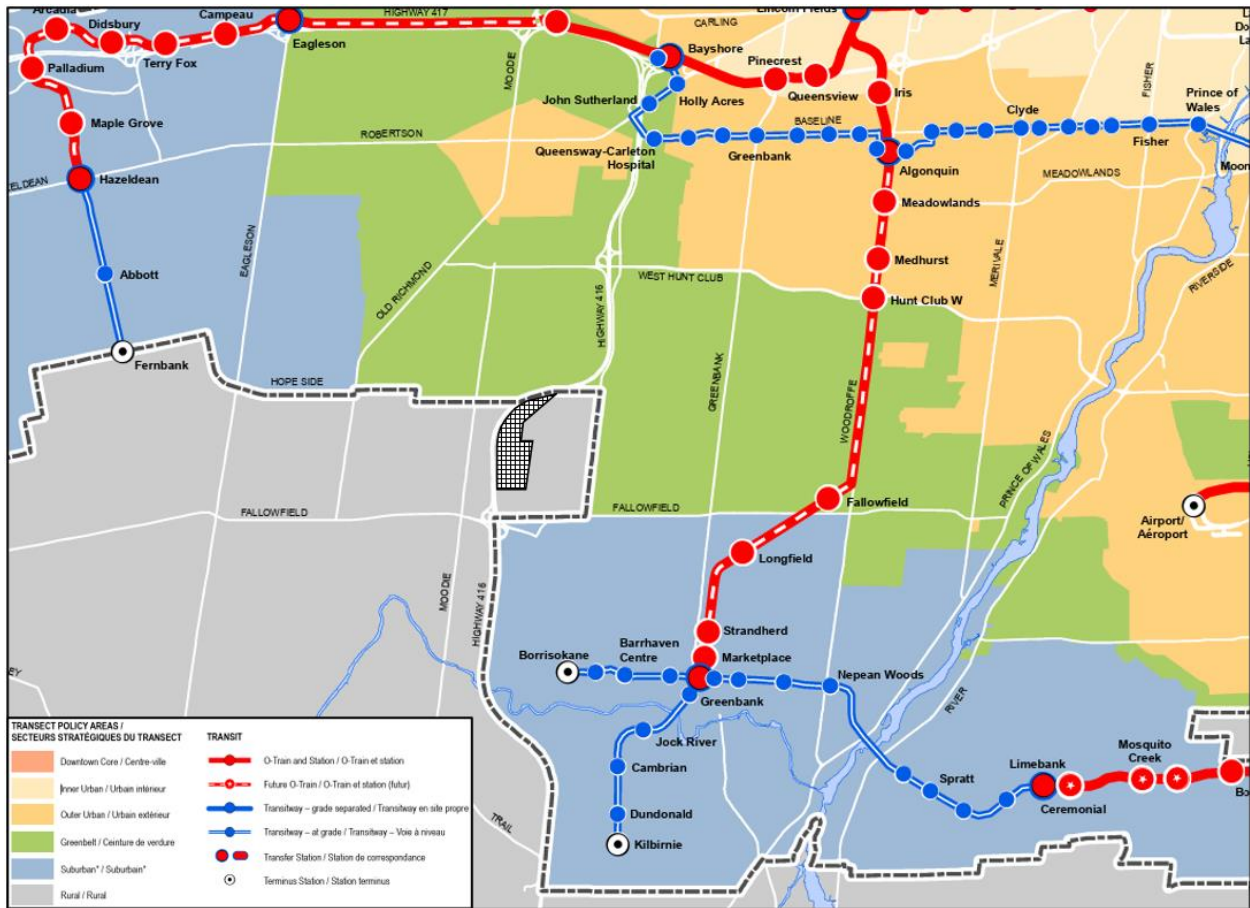 Arcadia
Didsbury
Campeau
HIGHWAY 417
Lincoln Fields
CARLING
Palladium
Terry Fox
Eagleson
MOODIE
Bayshore
Pinecrest
Queensview
Iris
FISHER
Prince of
Wales
Maple Grove
John Sutherland
Holly Acres
Clyde
ROBERTSON
BASELINE
Queensway-Carleton
Hospital
Greenbank
Algonquin
Fisher
Hazeldean
Meadowlands
MEADOWLANDS
Abbott
EAGLESON
OLD RICHMOND
WEST HUNT CLUB
Medhurst
MERIVALE
RIVERSIDE
HIGHWAY 416
Hunt Club W
Fernbank
HOPE SIDE
GREENBANK
WOODROFFE
PRINCE OF WALES
FALLOWFIELD
FALLOWFIELD
Fallowfield
Airport/
Aéroport
Longfield
MOODIE
HIGHWAY 416
Strandherd
Borrisokane
Barrhaven
Centre
Marketplace
Nepean Woods
Greenbank
RIVER
Jock River
Cambrian
Spratt
Limebank
Mosquito
Creek
Ceremonial
Dundonald
TRAIL
Kilbirnie
TRANSECT POLICY AREAS /
SECTEURS STRATÉGIQUES DU TRANSECT
Downtown Core / Centre-ville
Inner Urban / Urbain intérieur
Outer Urban / Urbain extérieur
Greenbelt / Ceinture de verdure
Suburban* / Suburbain*
Rural / Rural
TRANSIT
O-Train and Station / O-Train et station
Future O-Train / O-Train et station (futur)
Transitway – grade separated / Transitway en site propre
Transitway – at grade / Transitway – Voie à niveau
Transfer Station / Station de correspondance
Terminus Station / Station terminus